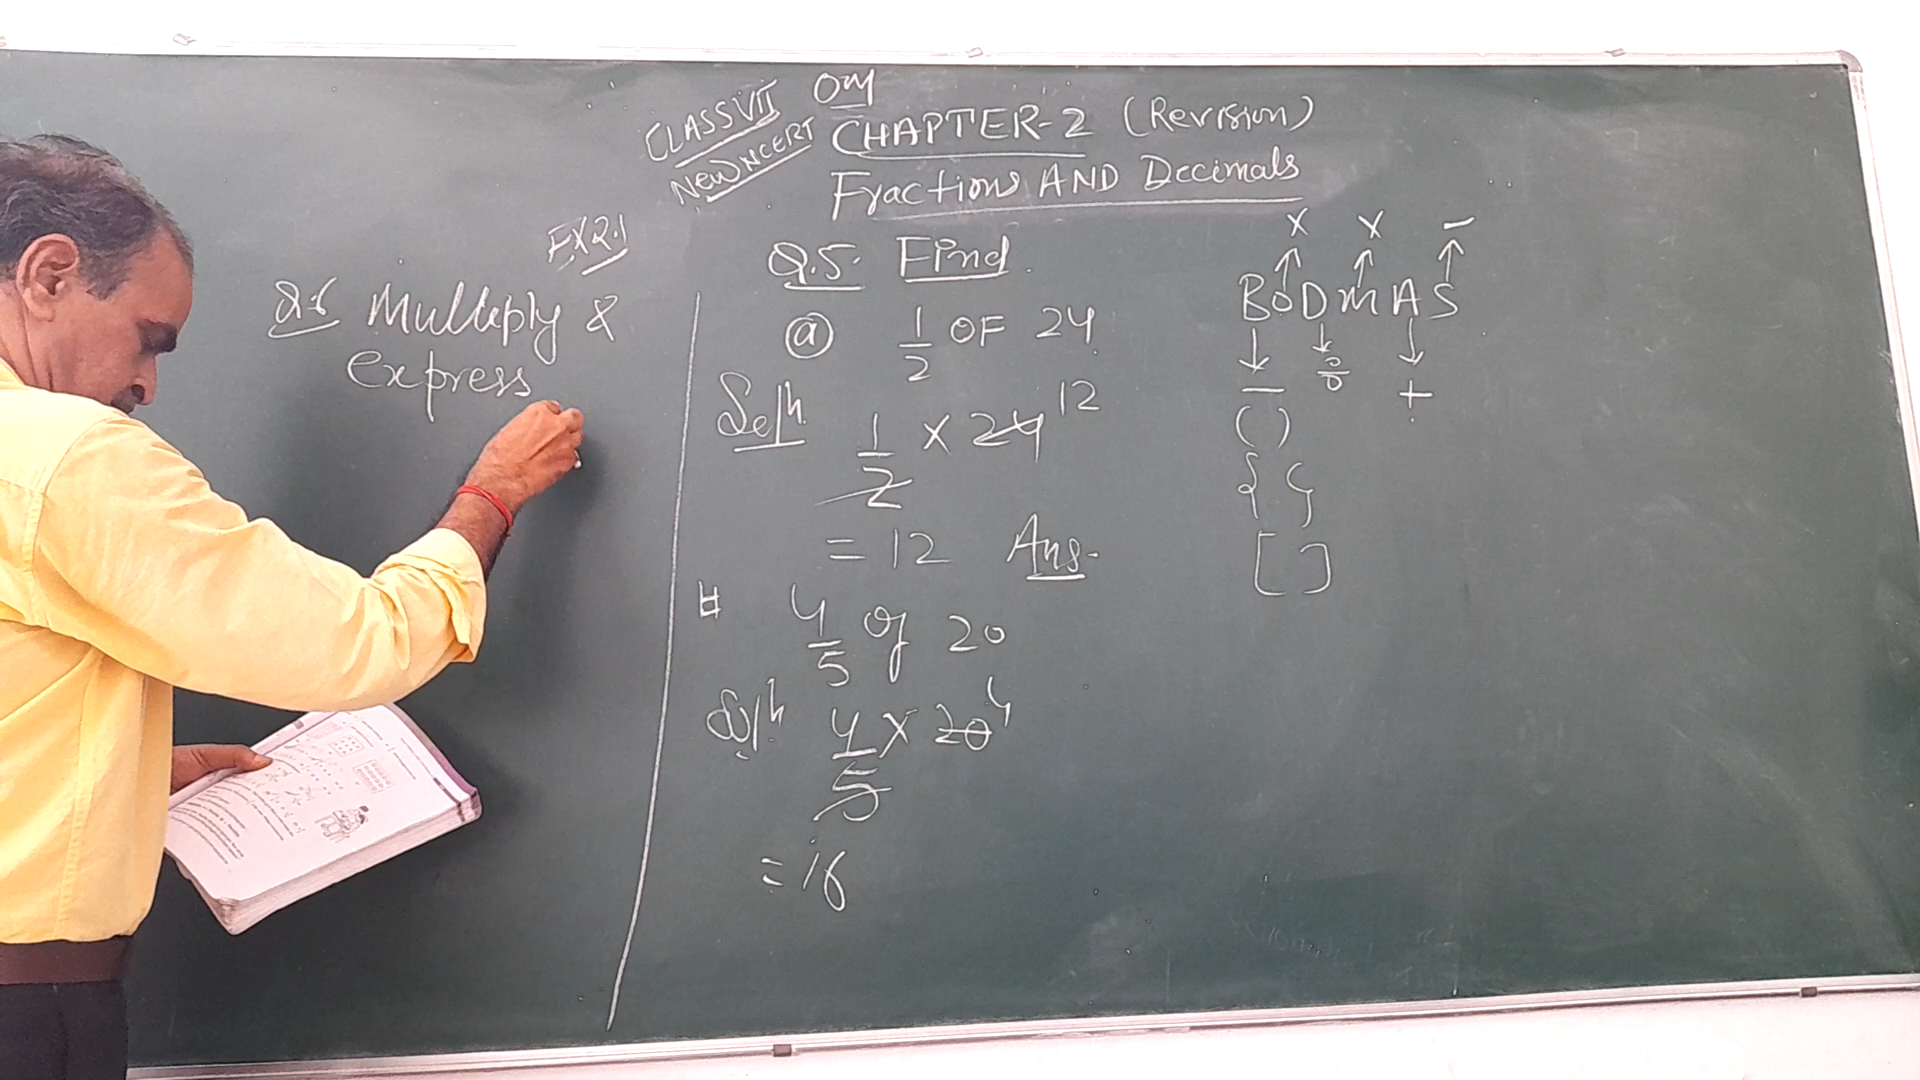 OM
CLASS VII
NEW NCERT
CHAPTER-2 (Revision)
Fractions AND Decimals
EX 2.1
Q.6 Multiply &
express
Q.5. Find
(a) 1/2 OF 24
Soln. 1/2 × 24 12
= 12 Ans.
4/5 of 20
Soln. 4/5 × 20 4
= 16
× × -
BODMAS
- ÷ +
( )
{ }
[ ]